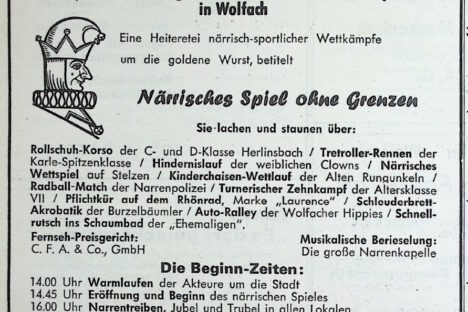 in Wolfach
Eine Heiteretei närrisch-sportlicher Wettkämpfe
um die goldene Wurst, betitelt
Närrisches Spiel ohne Grenzen
Sie lachen und staunen über:
Rollschuh-Korso der C- und D-Klasse Herlinsbach / Tretroller-Rennen der
Karle-Spitzenklasse / Hindernislauf der weiblichen Clowns / Närrisches
Wettspiel auf Stelzen / Kinderchaisen-Wettlauf der Alten Rungunkeln /
Radball-Match der Narrenpolizei / Turnerischer Zehnkampf der Altersklasse
VII / Pflichtkür auf dem Rhönrad, Marke „Laurence" / Schleuderbrett-
Akrobatik der Burzelbäumler / Auto-Ralley der Wolfacher Hippies / Schnell-
rutsch ins Schaumbad der „Ehemaligen".
Fernseh-Preisgericht: Musikalische Berieselung:
C. F. A. & Co., GmbH Die große Narrenkapelle
Die Beginn-Zeiten:
14.00 Uhr Warmlaufen der Akteure um die Stadt
14.45 Uhr Eröffnung und Beginn des närrischen Spieles
16.00 Uhr Narrentreiben, Jubel und Trubel in allen Lokalen